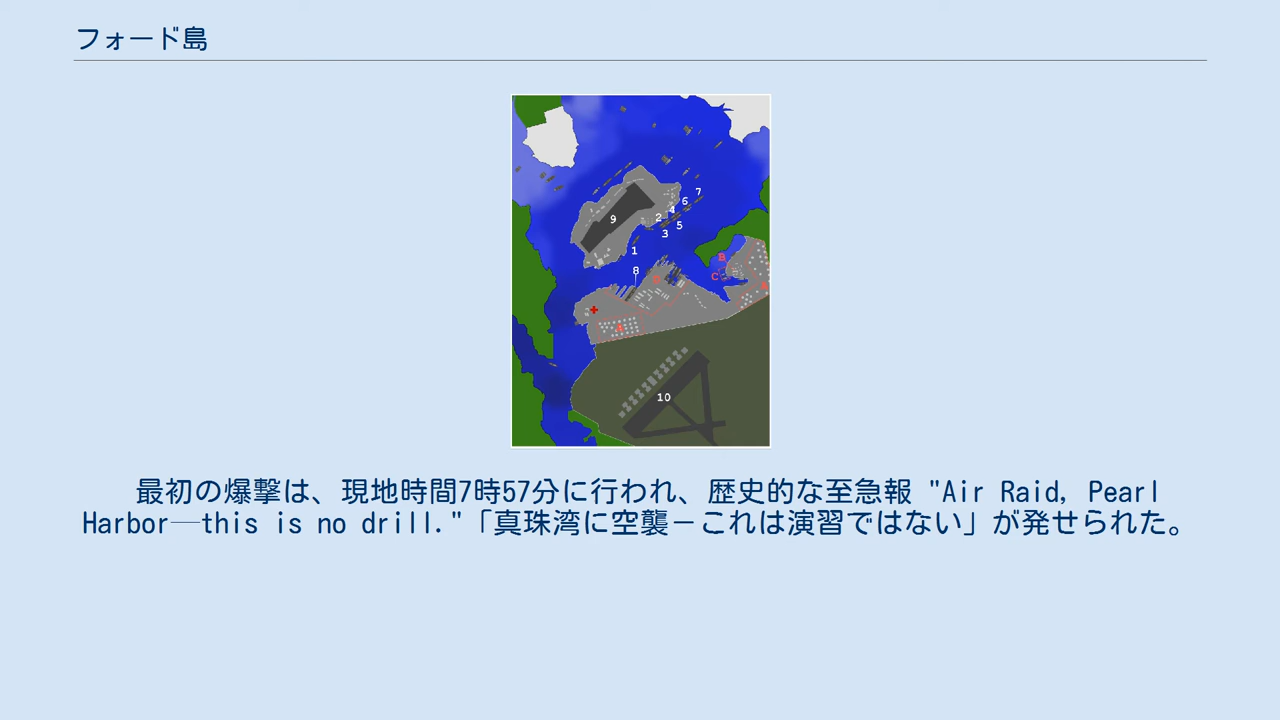 フォード島
7
6
4
2
5
9
3
1
B
8
C
A
10
最初の爆撃は、現地時間7時57分に行われ、歴史的な至急報 "Air Raid, Pearl
Harbor—this is no drill."「真珠湾に空襲－これは演習ではない」が発せられた。